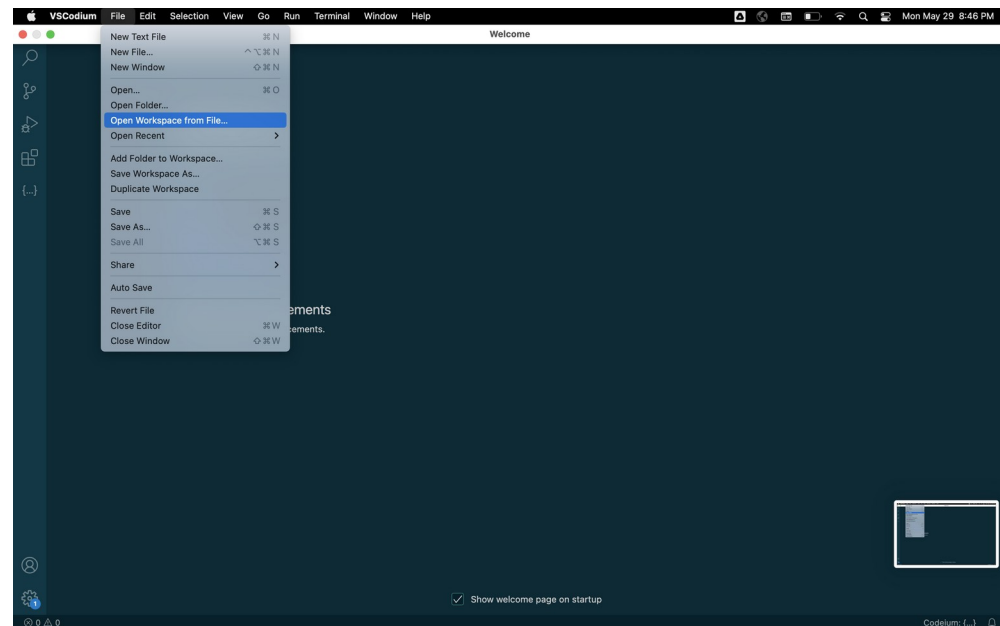 VSCodium File Edit Selection View Go Run Terminal Window Help Mon May 29 8:46 PM
Welcome
New Text File ⌘ N
New File... ⌃⌥⌘ N
New Window ⇧⌘ N
Open... ⌘ O
Open Folder...
Open Workspace from File...
Open Recent >
Add Folder to Workspace...
Save Workspace As...
Duplicate Workspace
Save ⌘ S
Save As... ⇧⌘ S
Save All ⌥⌘ S
Share >
Auto Save
Revert File
ements
Close Editor ⌘ W
cements.
Close Window ⇧⌘ W
{...}
1
Show welcome page on startup
0 0 Codeium: {...}